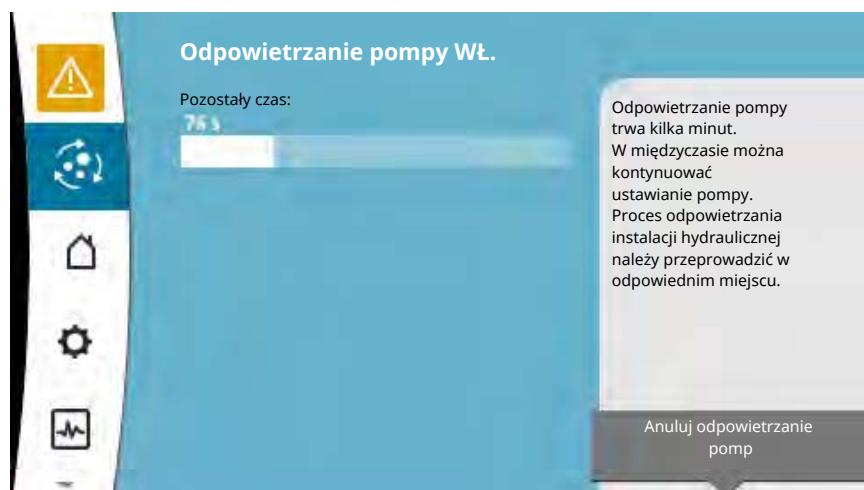 Odpowietrzanie pompy WŁ.
Pozostały czas:
76 s
Odpowietrzanie pompy
trwa kilka minut.
W międzyczasie można
kontynuować
ustawianie pompy.
Proces odpowietrzania
instalacji hydraulicznej
należy przeprowadzić w
odpowiednim miejscu.
Anuluj odpowietrzanie
pomp